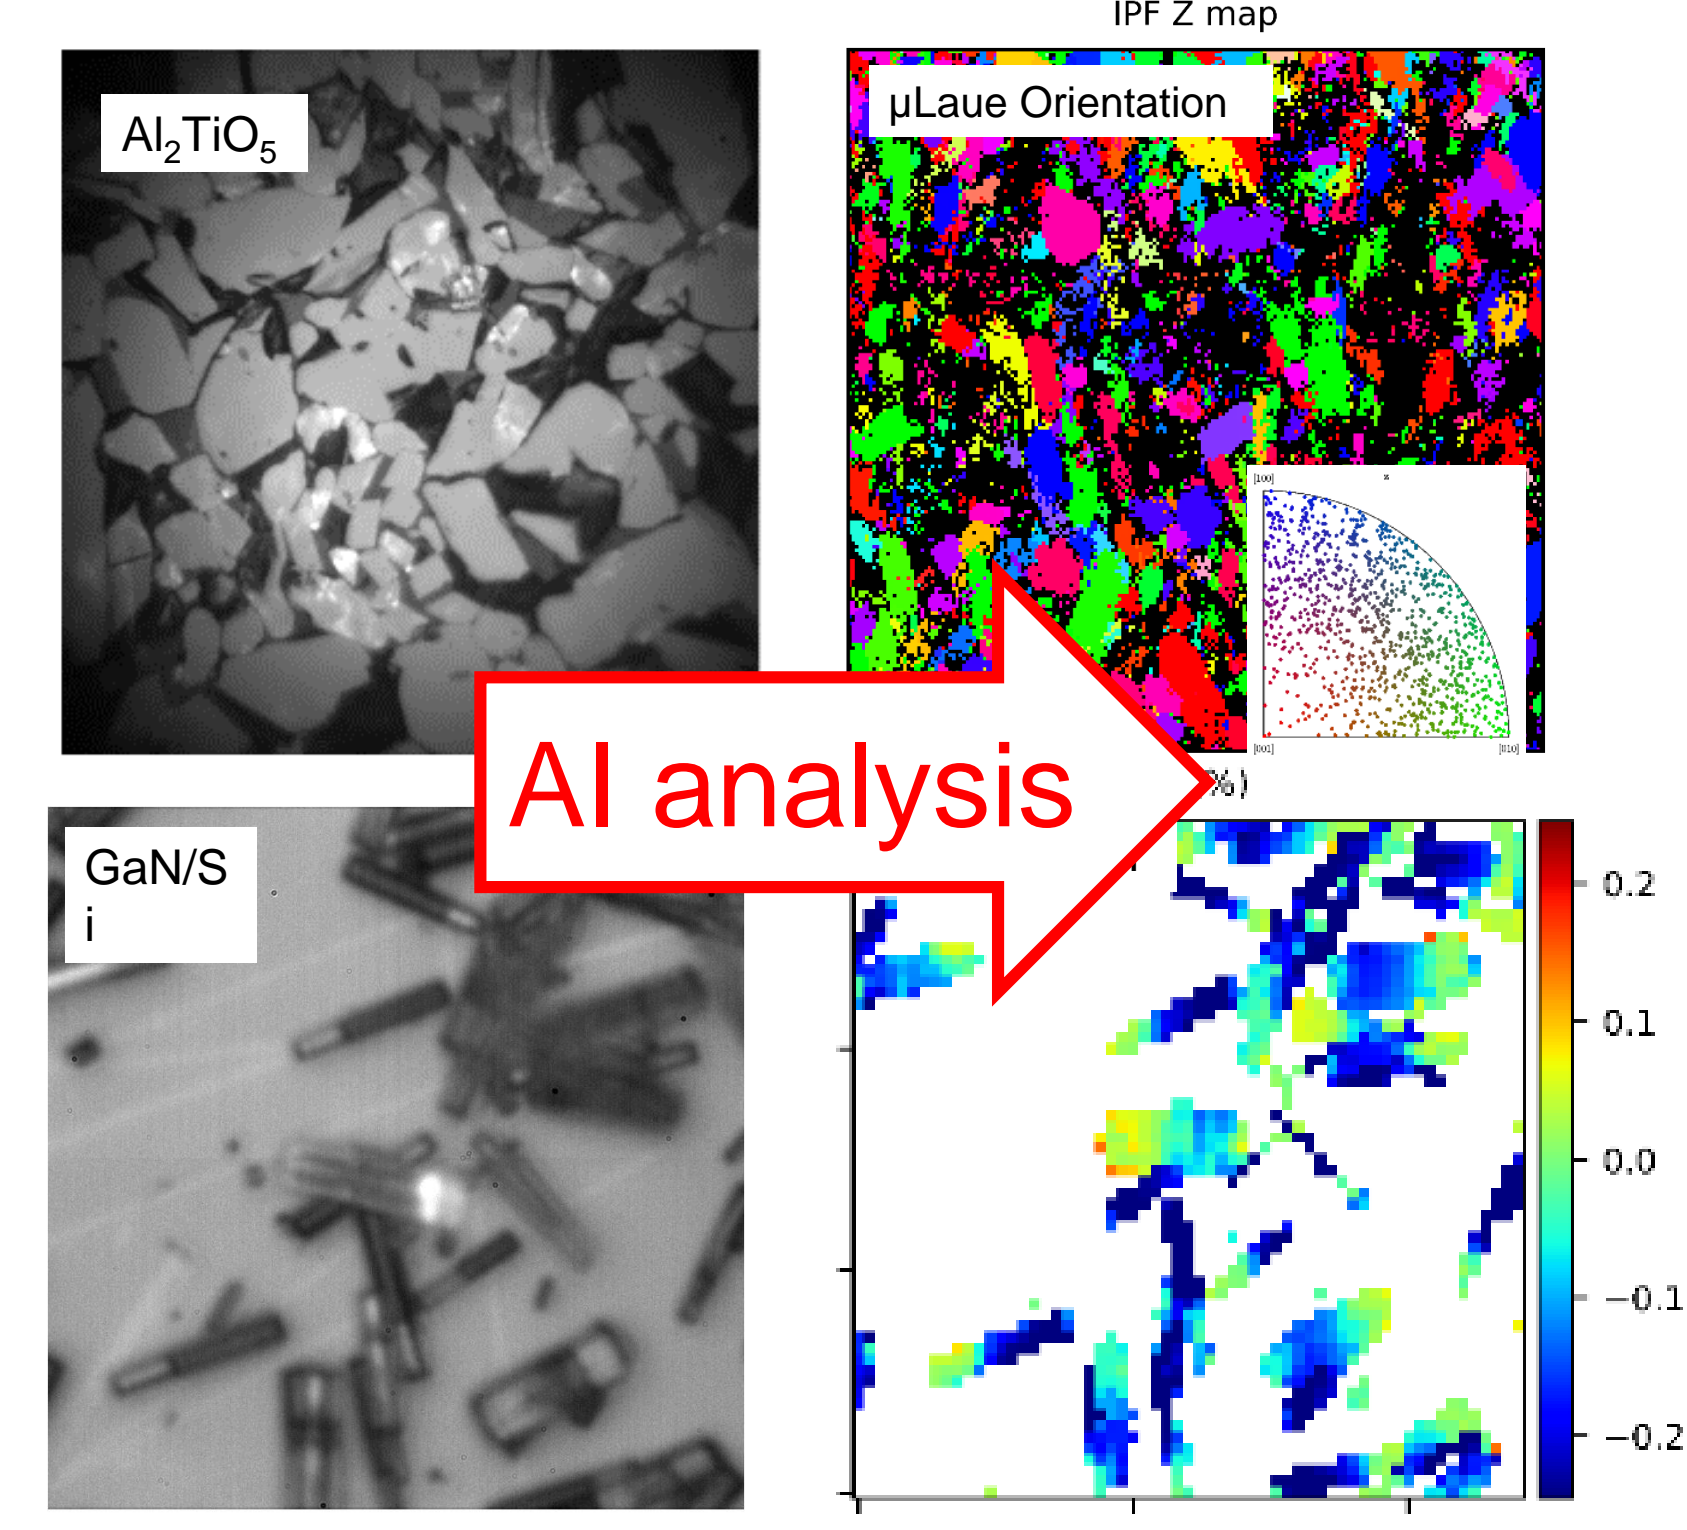 IPF Z map
Al₂TiO₅
µLaue Orientation
[100]
[001]
[010]
AI analysis
%)
GaN/S
i
0.2
0.1
0.0
−0.1
−0.2